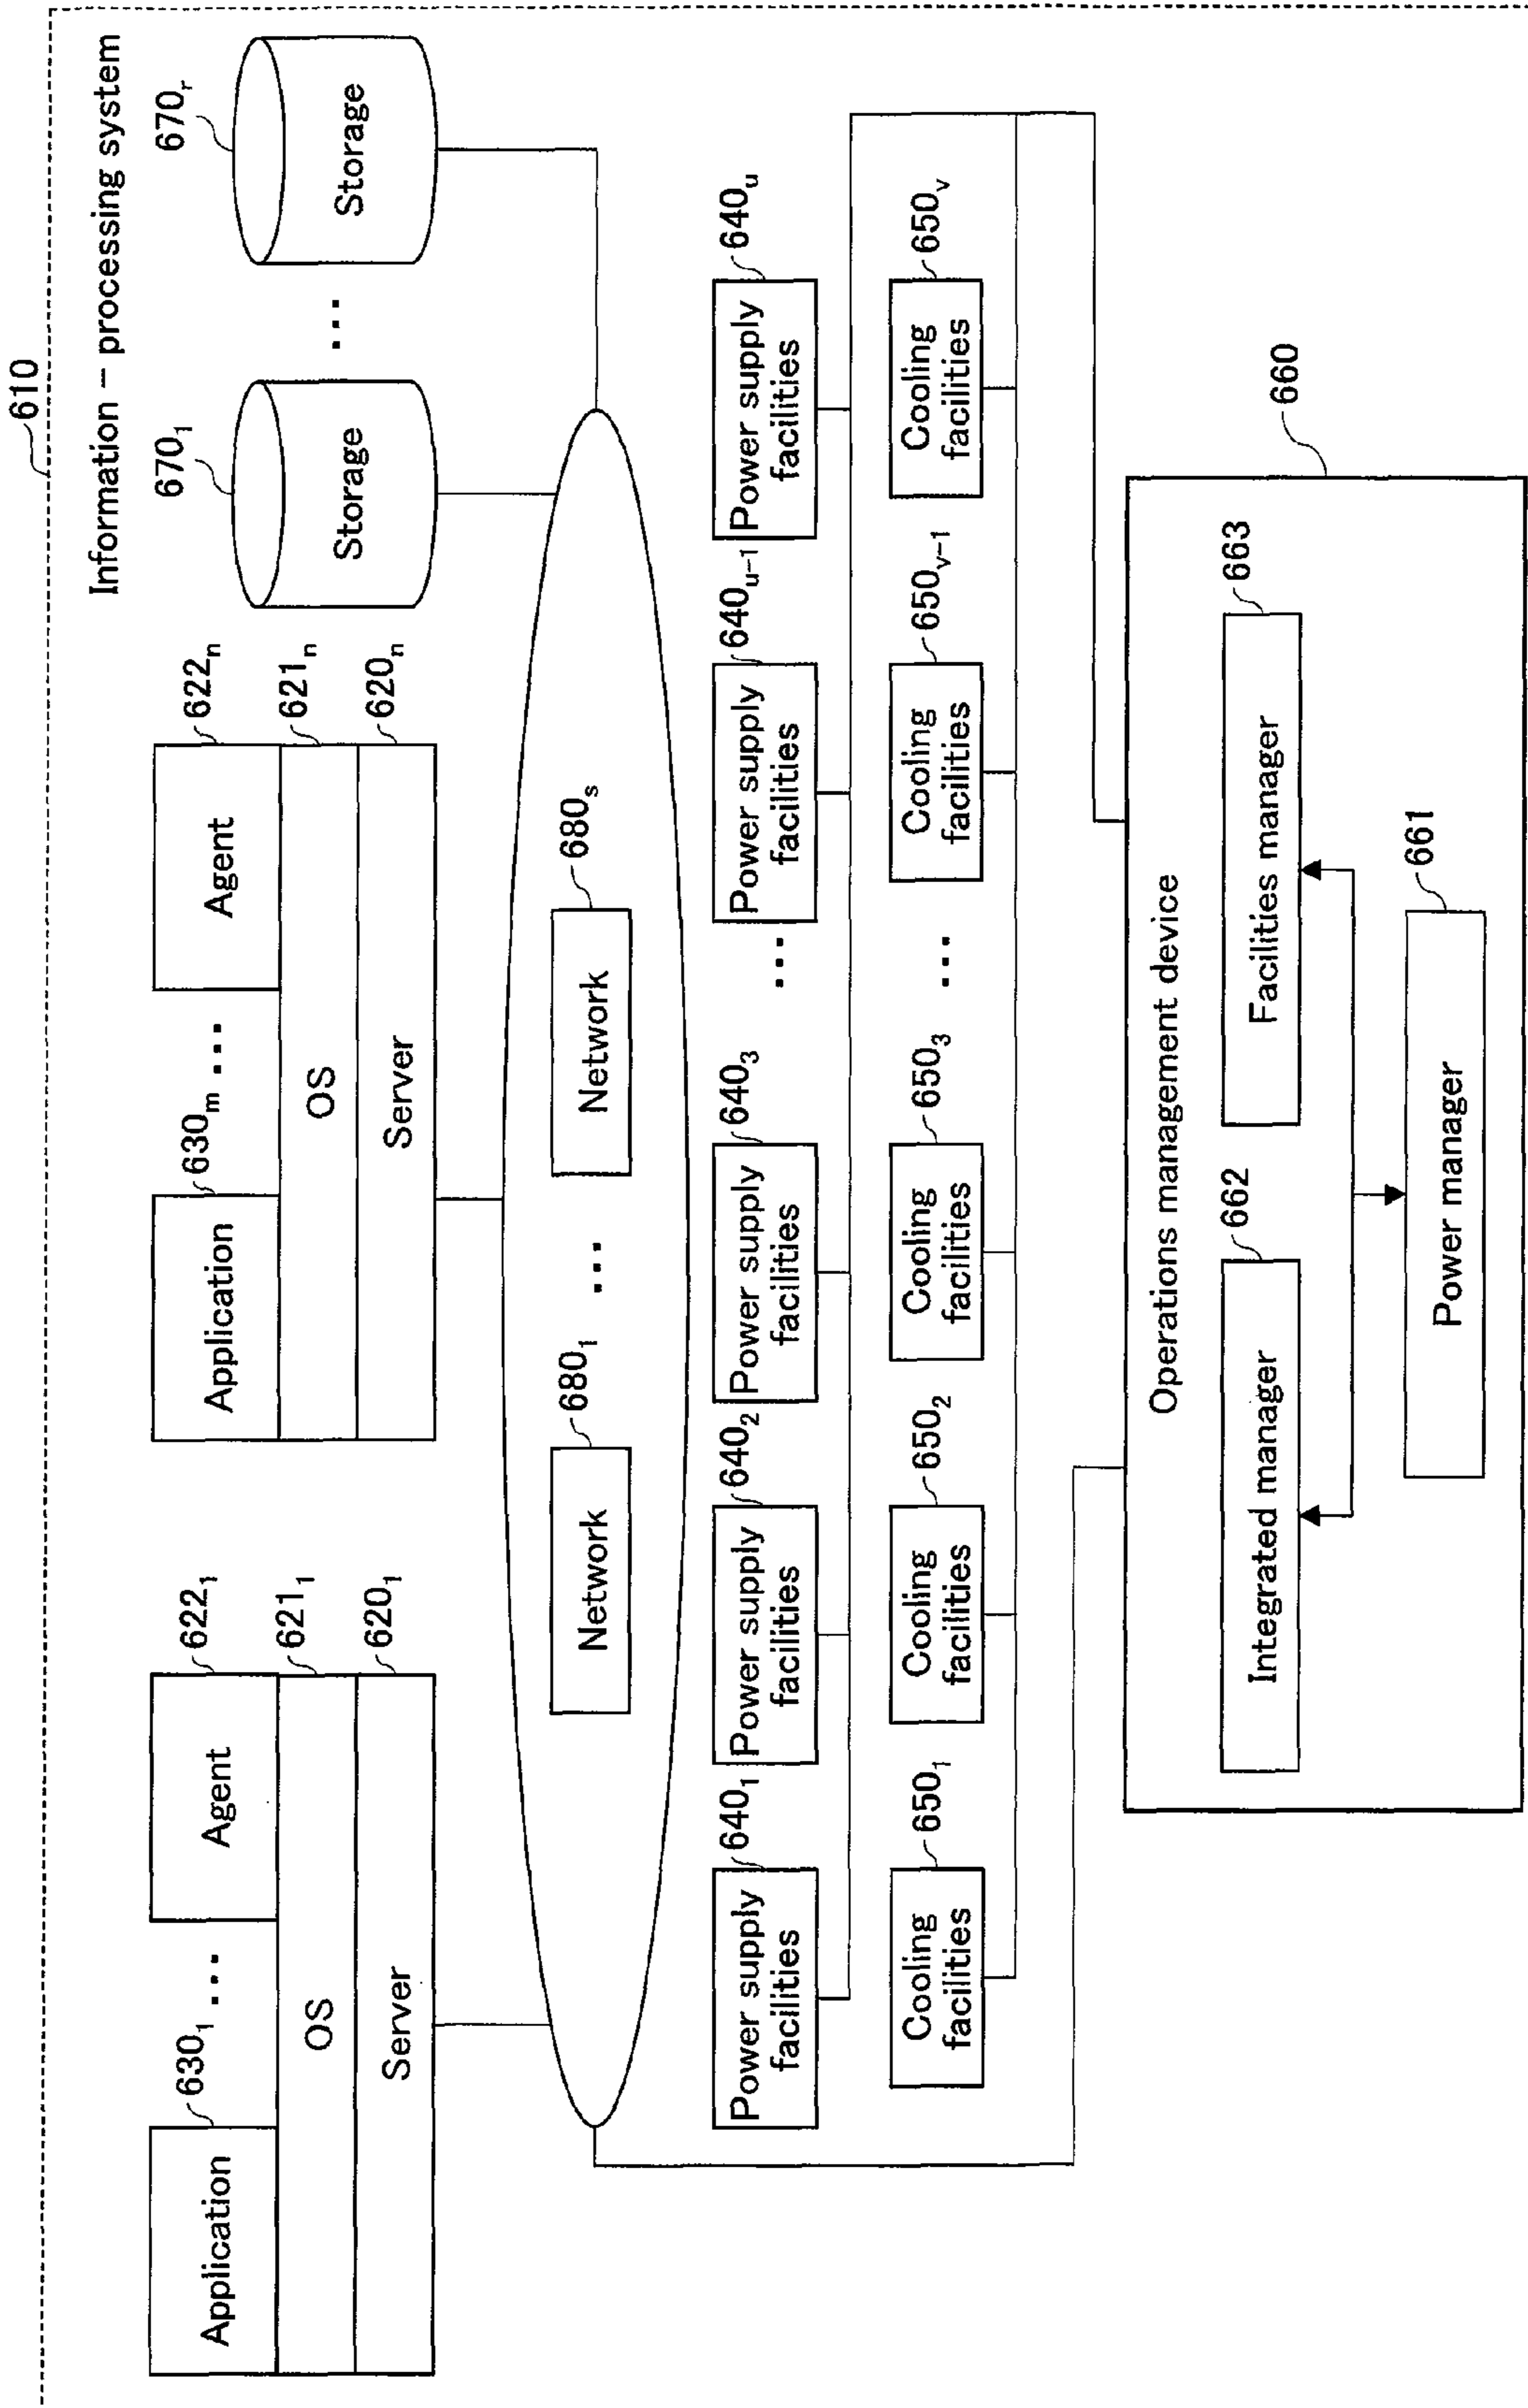 610
Information – processing system
630₁ ...
622₁
Application
Agent
621₁
OS
620₁
Server
630ₘ ...
622ₙ
Application
Agent
621ₙ
OS
620ₙ
Server
670₁
Storage
...
670ᵣ
Storage
680₁
Network
...
680ₛ
Network
640₁
Power supply
facilities
640₂
Power supply
facilities
640₃
Power supply
facilities
...
640ᵤ₋₁
Power supply
facilities
640ᵤ
Power supply
facilities
650₁
Cooling
facilities
650₂
Cooling
facilities
650₃
Cooling
facilities
...
650ᵥ₋₁
Cooling
facilities
650ᵥ
Cooling
facilities
660
Operations management device
662
Integrated manager
663
Facilities manager
661
Power manager